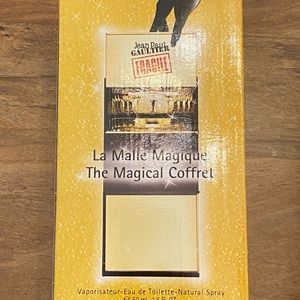 Jean Paul
GAULTIER
FRAGILE
La Malle Magique
The Magical Coffret
Vaporisateur-Eau de Toilette-Natural Spray